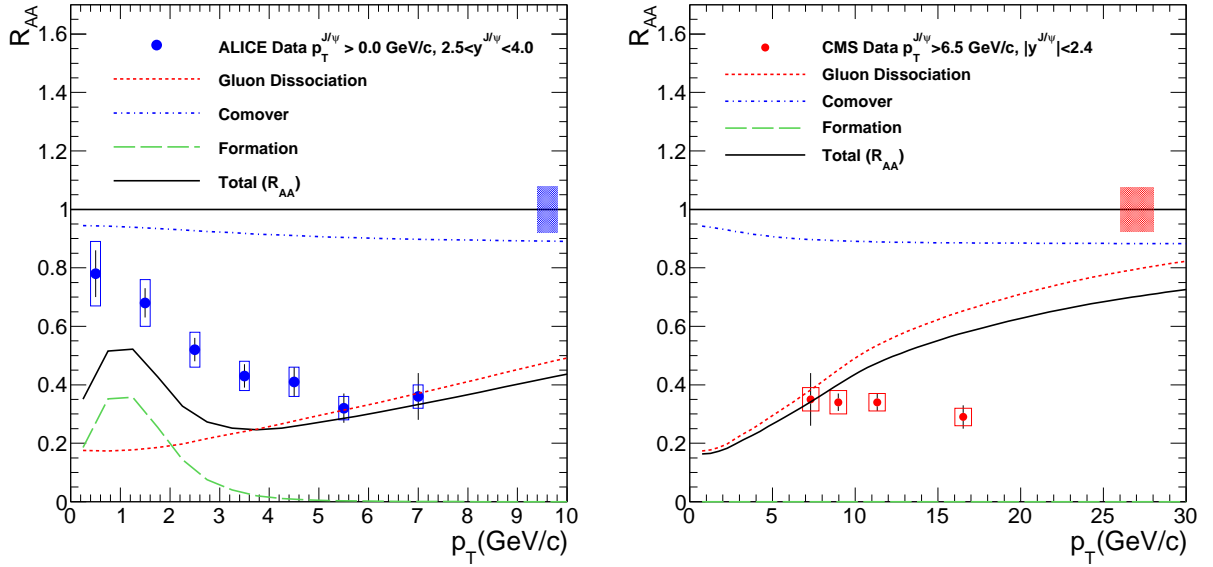 R_AA
1.6
1.4
1.2
1
0.8
0.6
0.4
0.2
0
ALICE Data p_T^{J/ψ} > 0.0 GeV/c, 2.5<y^{J/ψ}<4.0
Gluon Dissociation
Comover
Formation
Total (R_AA)
0 1 2 3 4 5 6 7 8 9 10
p_T(GeV/c)
R_AA
1.6
1.4
1.2
1
0.8
0.6
0.4
0.2
0
CMS Data p_T^{J/ψ}>6.5 GeV/c, |y^{J/ψ}|<2.4
Gluon Dissociation
Comover
Formation
Total (R_AA)
0 5 10 15 20 25 30
p_T(GeV/c)